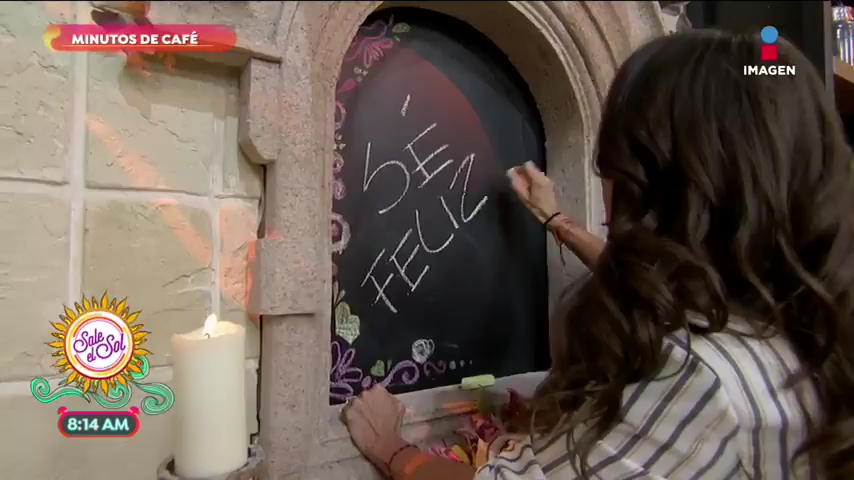 MINUTOS DE CAFÉ
IMAGEN
SÉ
FELIZ
Sale
el Sol
8:14 AM